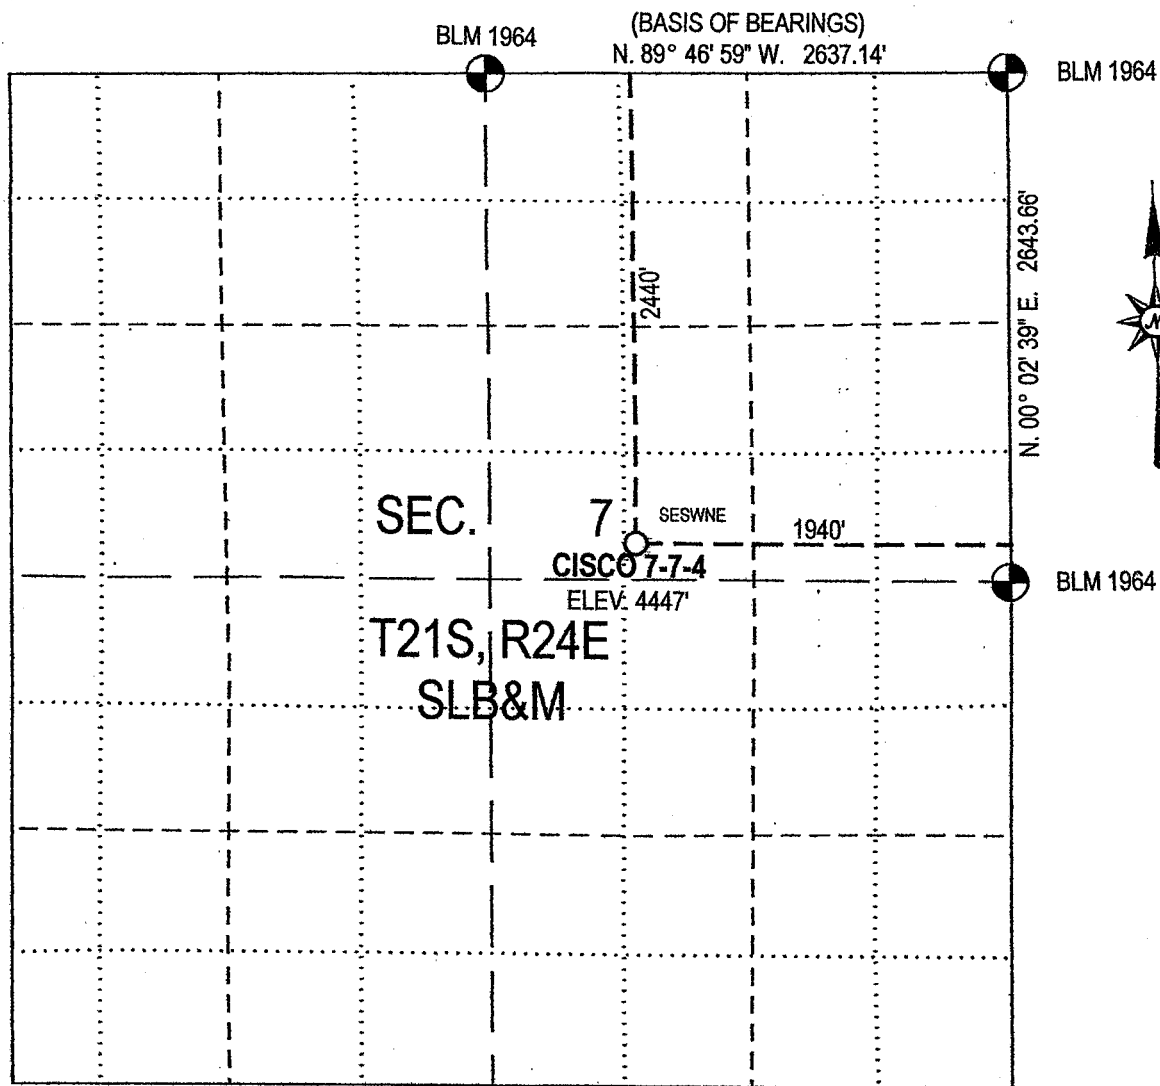 (BASIS OF BEARINGS)
BLM 1964
N. 89° 46' 59" W. 2637.14'
BLM 1964
N. 00° 02' 39" E. 2643.66'
2440'
SEC. 7
SESWNE
1940'
CISCO 7-7-4
ELEV. 4447'
BLM 1964
T21S, R24E
SLB&M
N